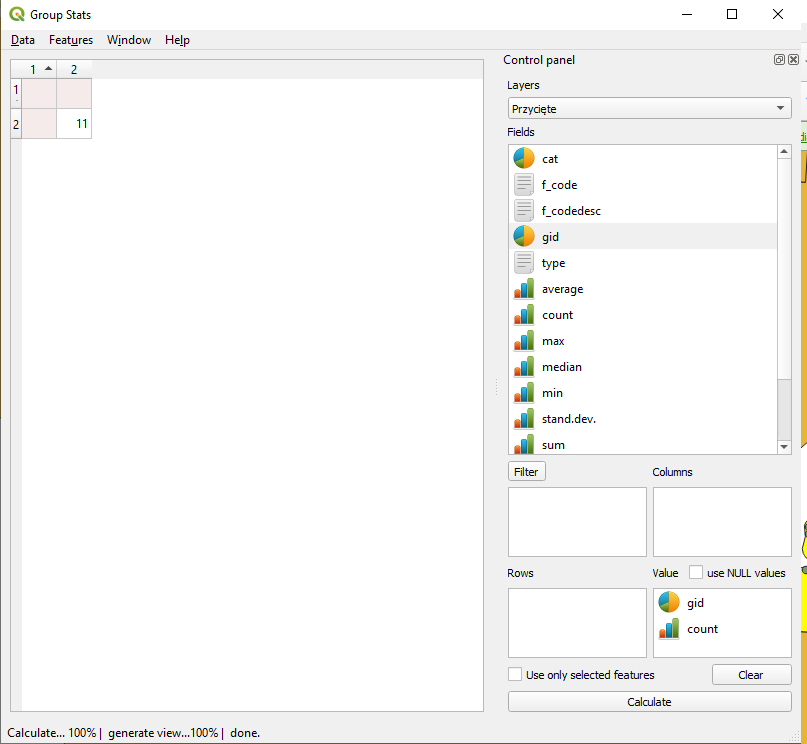 Group Stats
Data Features Window Help
1 2
1
2 11
Control panel
Layers
Przycięte
Fields
cat
f_code
f_codedesc
gid
type
average
count
max
median
min
stand.dev.
sum
Filter Columns
Rows Value use NULL values
gid
count
Use only selected features Clear
Calculate
Calculate... 100% | generate view...100% | done.